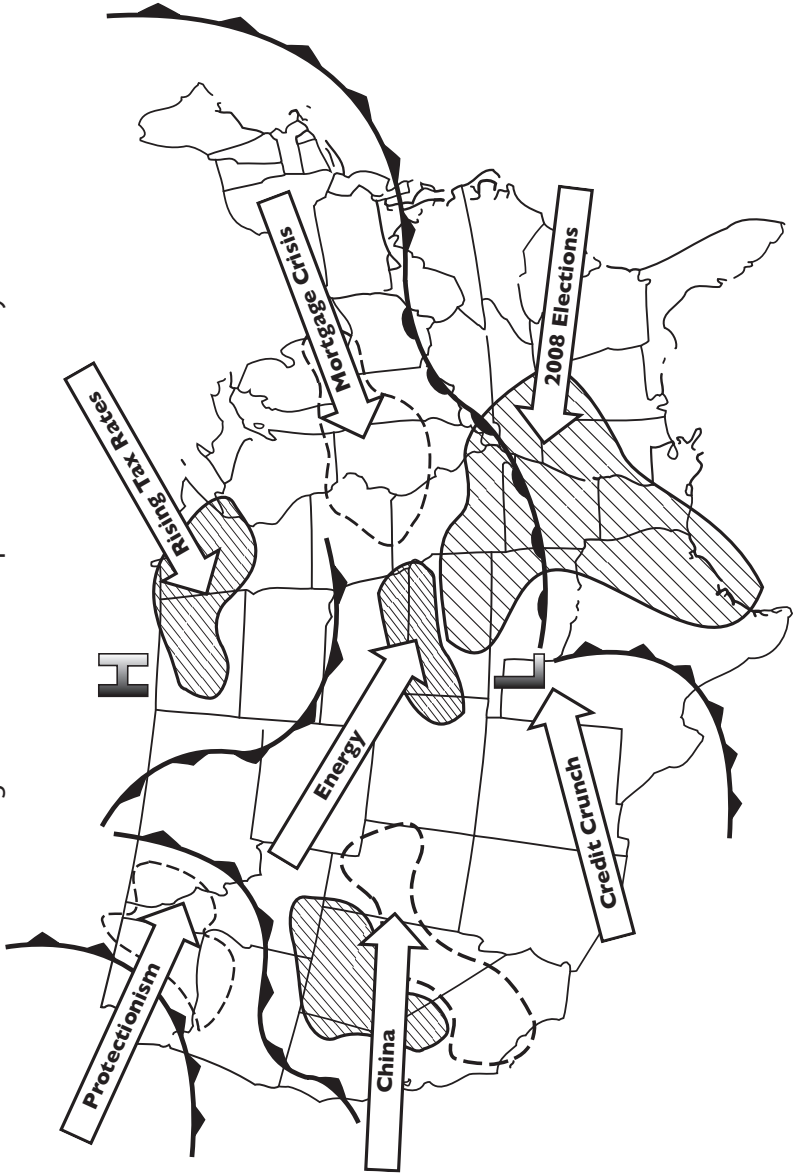 Protectionism
Rising Tax Rates
H
Mortgage Crisis
Energy
China
L
Credit Crunch
2008 Elections